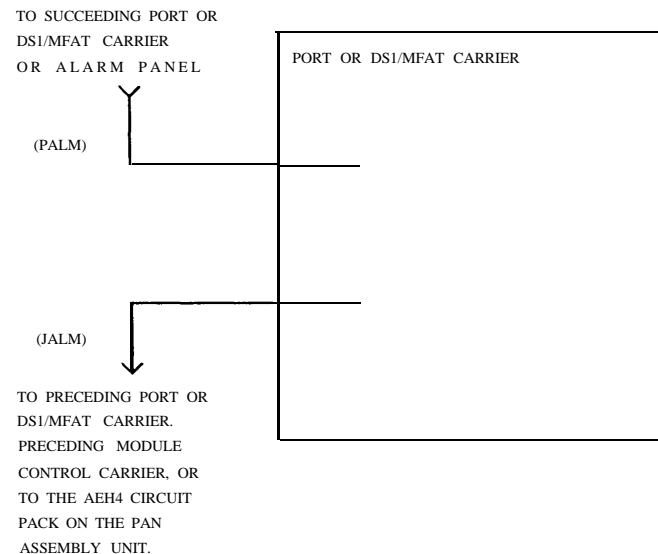 TO SUCCEEDING PORT OR
DS1/MFAT CARRIER
OR ALARM PANEL
PORT OR DS1/MFAT CARRIER
(PALM)
(JALM)
TO PRECEDING PORT OR
DS1/MFAT CARRIER.
PRECEDING MODULE
CONTROL CARRIER, OR
TO THE AEH4 CIRCUIT
PACK ON THE PAN
ASSEMBLY UNIT.